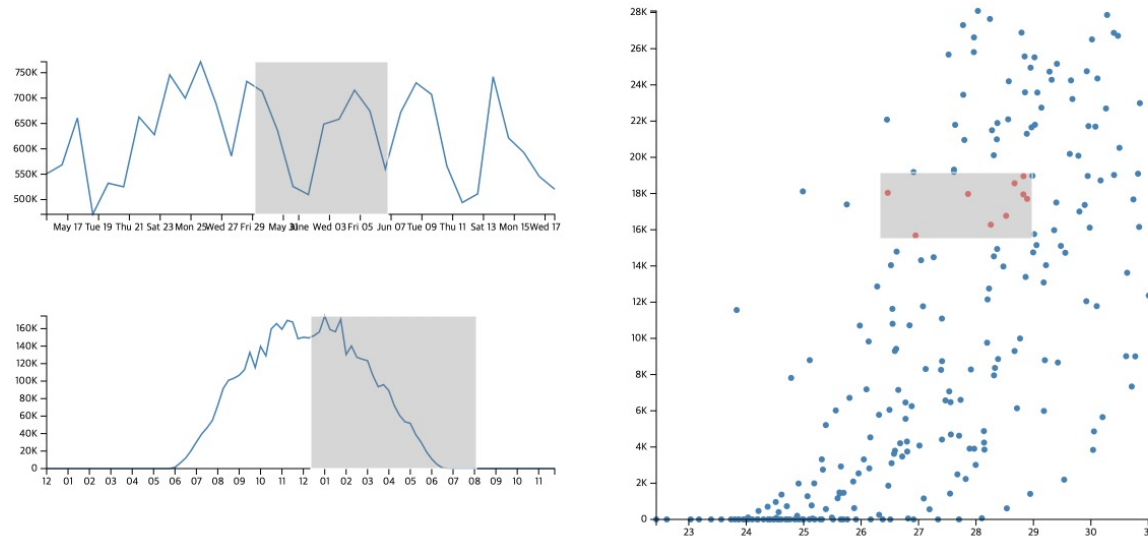 750K
700K
650K
600K
550K
500K
May 17 Tue 19 Thu 21 Sat 23 Mon 25 Wed 27 Fri 29 May 31 June Wed 03 Fri 05 Jun 07 Tue 09 Thu 11 Sat 13 Mon 15 Wed 17
160K
140K
120K
100K
80K
60K
40K
20K
0
12 01 02 03 04 05 06 07 08 09 10 11 12 01 02 03 04 05 06 07 08 09 10 11
28K
26K
24K
22K
20K
18K
16K
14K
12K
10K
8K
6K
4K
2K
0
23 24 25 26 27 28 29 30